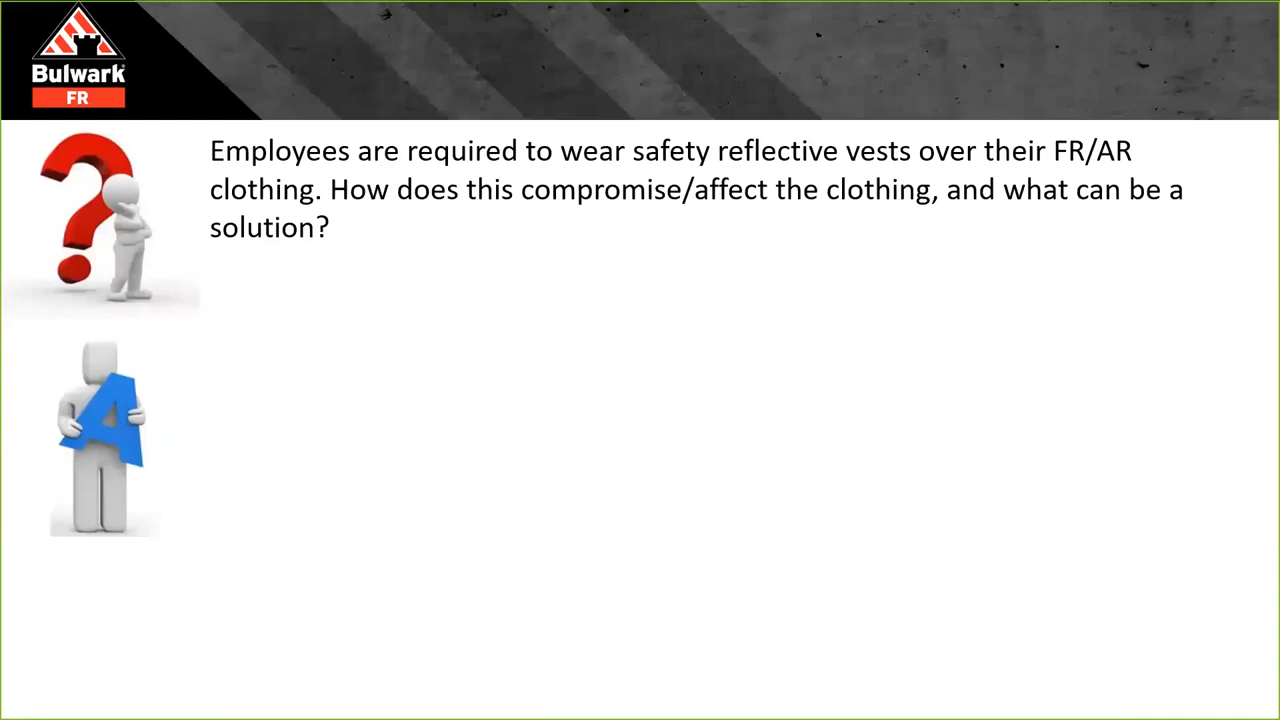 Bulwark
FR
Employees are required to wear safety reflective vests over their FR/AR
clothing. How does this compromise/affect the clothing, and what can be a
solution?
A